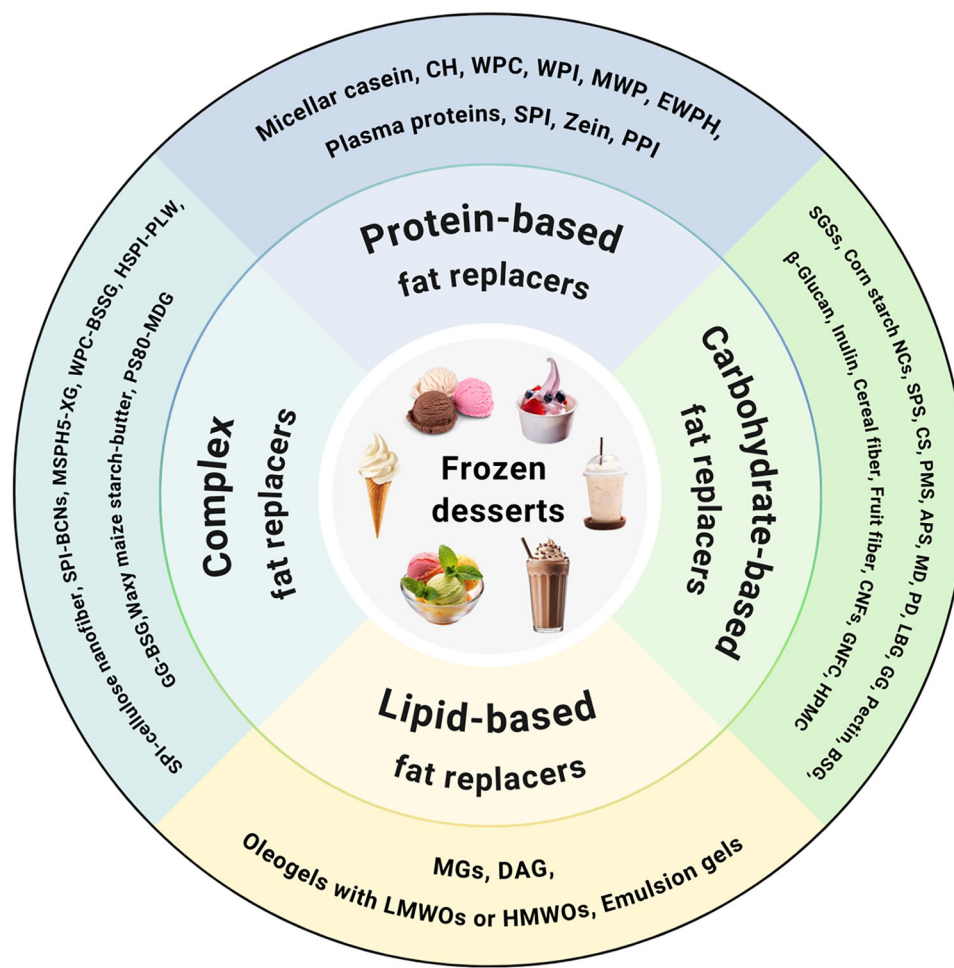 Micellar casein, CH, WPC, WPI, MWP, EWPH,
Plasma proteins, SPI, Zein, PPI
Protein-based
fat replacers
SGSs, Corn starch NCs, SPS, CS, PMS, APS, MD, PD, LBG, GG, Pectin, BSG,
β-Glucan, Inulin, Cereal fiber, Fruit fiber, CNFs, GNFC, HPMC
Carbohydrate-based
fat replacers
Lipid-based
fat replacers
MGs, DAG,
Oleogels with LMWOs or HMWOs, Emulsion gels
SPI-cellulose nanofiber, SPI-BCNs, MSPH5-XG, WPC-BSSG, HSPI-PLW,
GG-BSG,Waxy maize starch-butter, PS80-MDG
Complex
fat replacers
Frozen
desserts